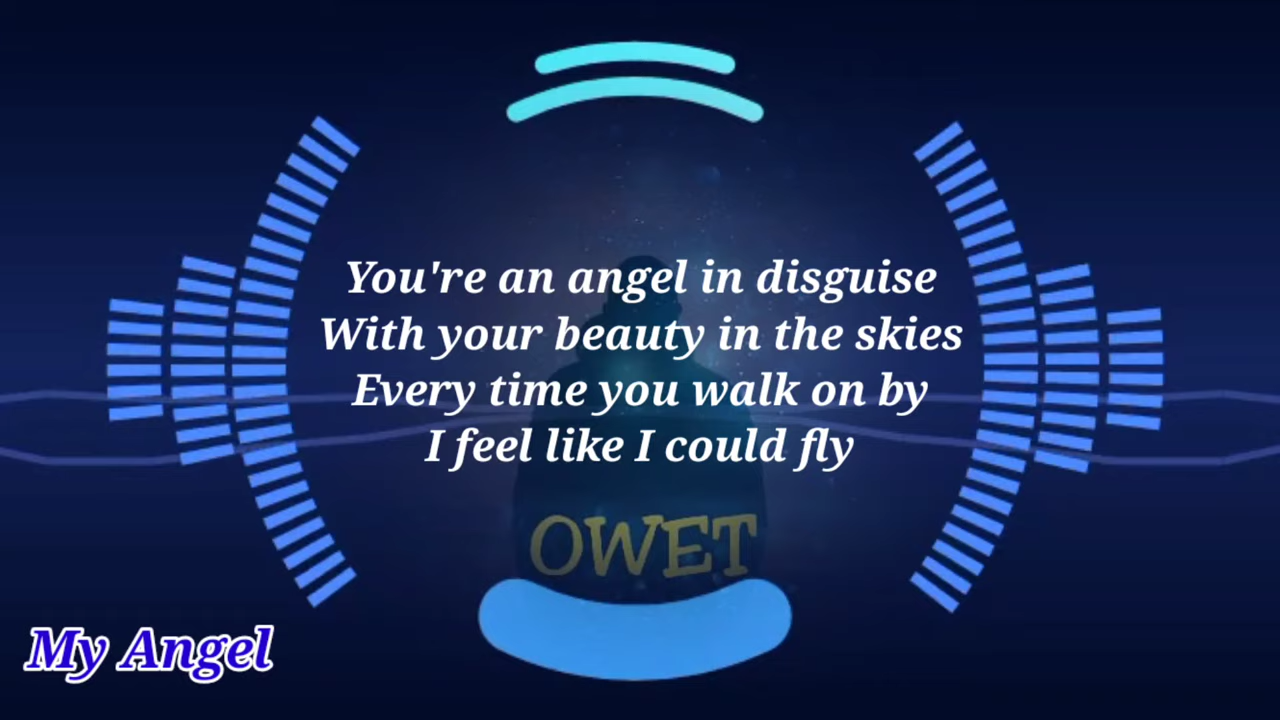 You're an angel in disguise
With your beauty in the skies
Every time you walk on by
I feel like I could fly
OWET
My Angel